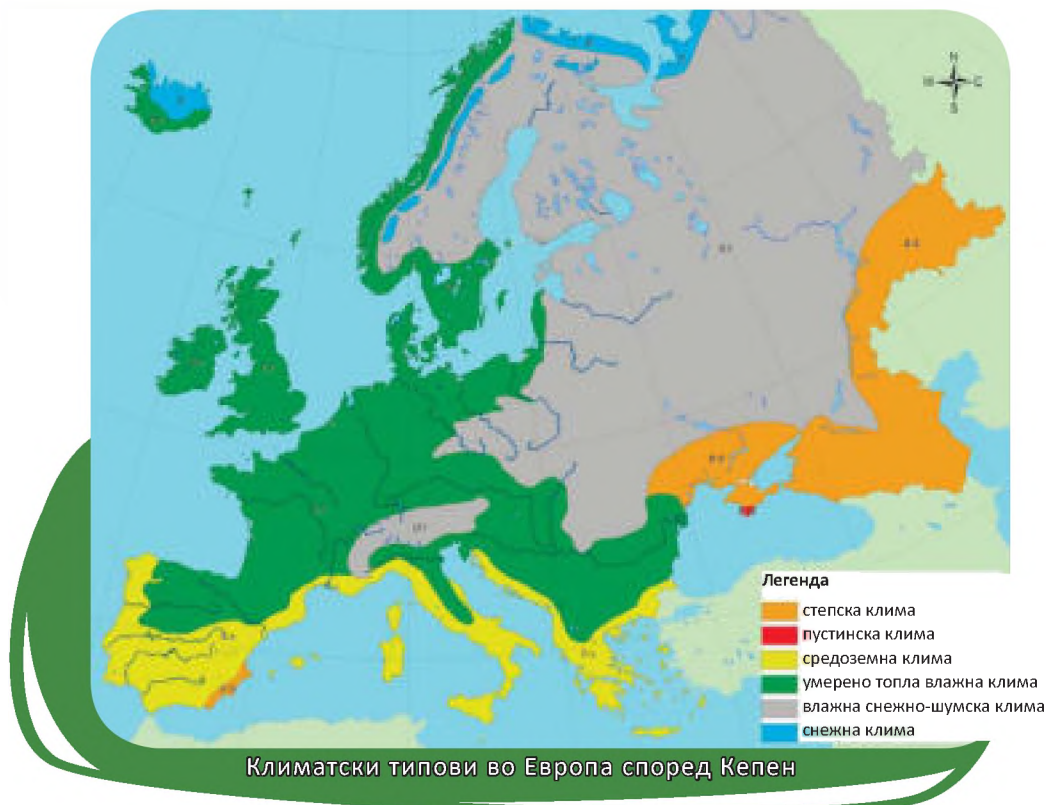 N
W
C
S
Легенда
степска клима
пустинска клима
средоземна клима
умерено топла влажна клима
влажна снежно-шумска клима
снежна клима
Климатски типови во Европа според Кепен